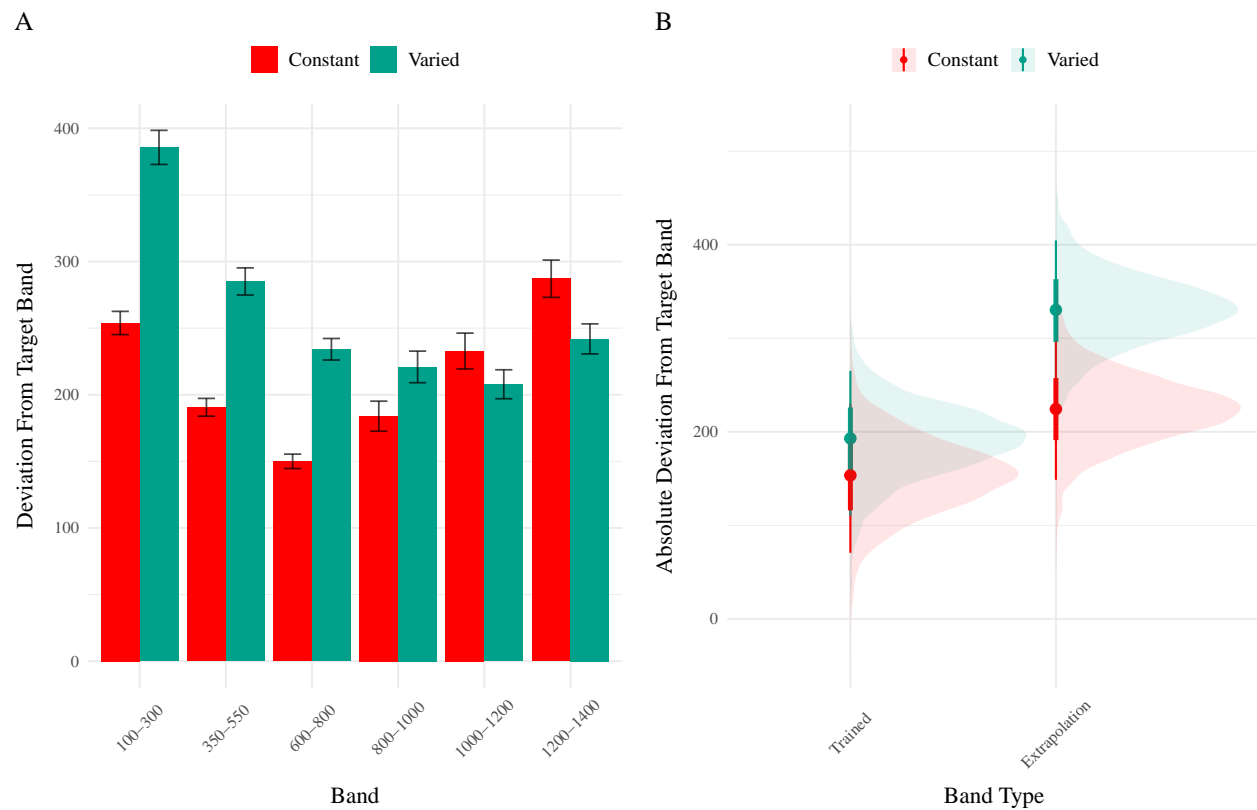 A
Constant Varied
Deviation From Target Band
400
300
200
100
0
100−300
350−550
600−800
800−1000
1000−1200
1200−1400
Band
B
Constant Varied
Absolute Deviation From Target Band
400
200
0
Trained
Extrapolation
Band Type